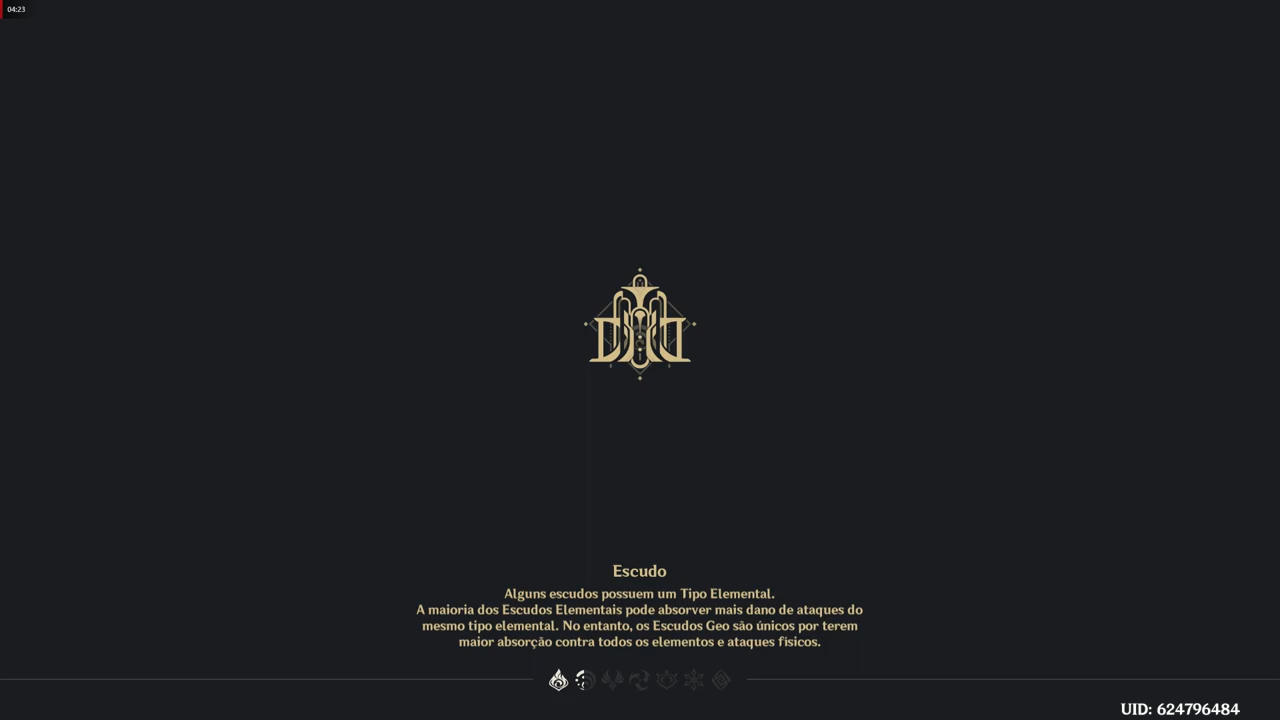 04:23
Escudo
Alguns escudos possuem um Tipo Elemental.
A maioria dos Escudos Elementais pode absorver mais dano de ataques do
mesmo tipo elemental. No entanto, os Escudos Geo são únicos por terem
maior absorção contra todos os elementos e ataques físicos.
UID: 624796484